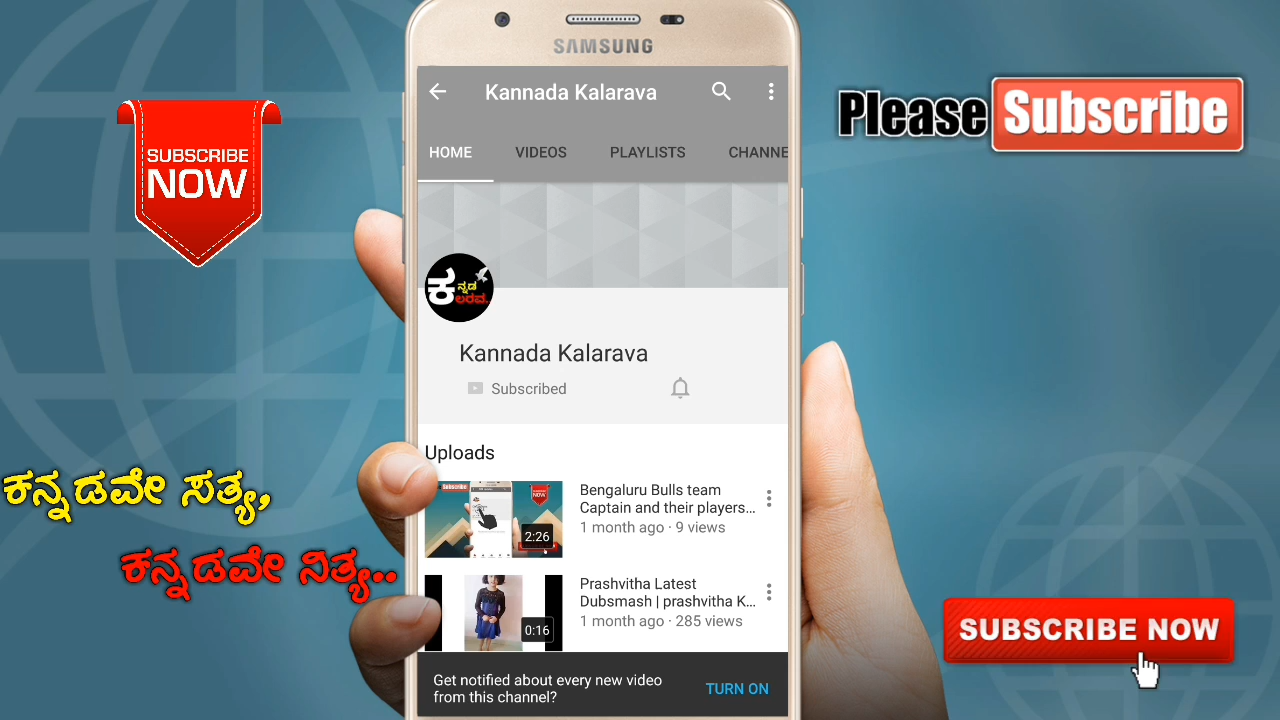 SAMSUNG
Kannada Kalarava
HOME VIDEOS PLAYLISTS CHANNE
SUBSCRIBE
NOW
Please Subscribe
ಕನ್ನಡ
ಕಲರವ
Kannada Kalarava
Subscribed
Uploads
Bengaluru Bulls team
Captain and their players...
1 month ago · 9 views
2:26
Prashvitha Latest
Dubsmash | prashvitha K...
1 month ago · 285 views
0:16
Get notified about every new video
from this channel?
TURN ON
ಕನ್ನಡವೇ ಸತ್ಯ,
ಕನ್ನಡವೇ ನಿತ್ಯ..
SUBSCRIBE NOW